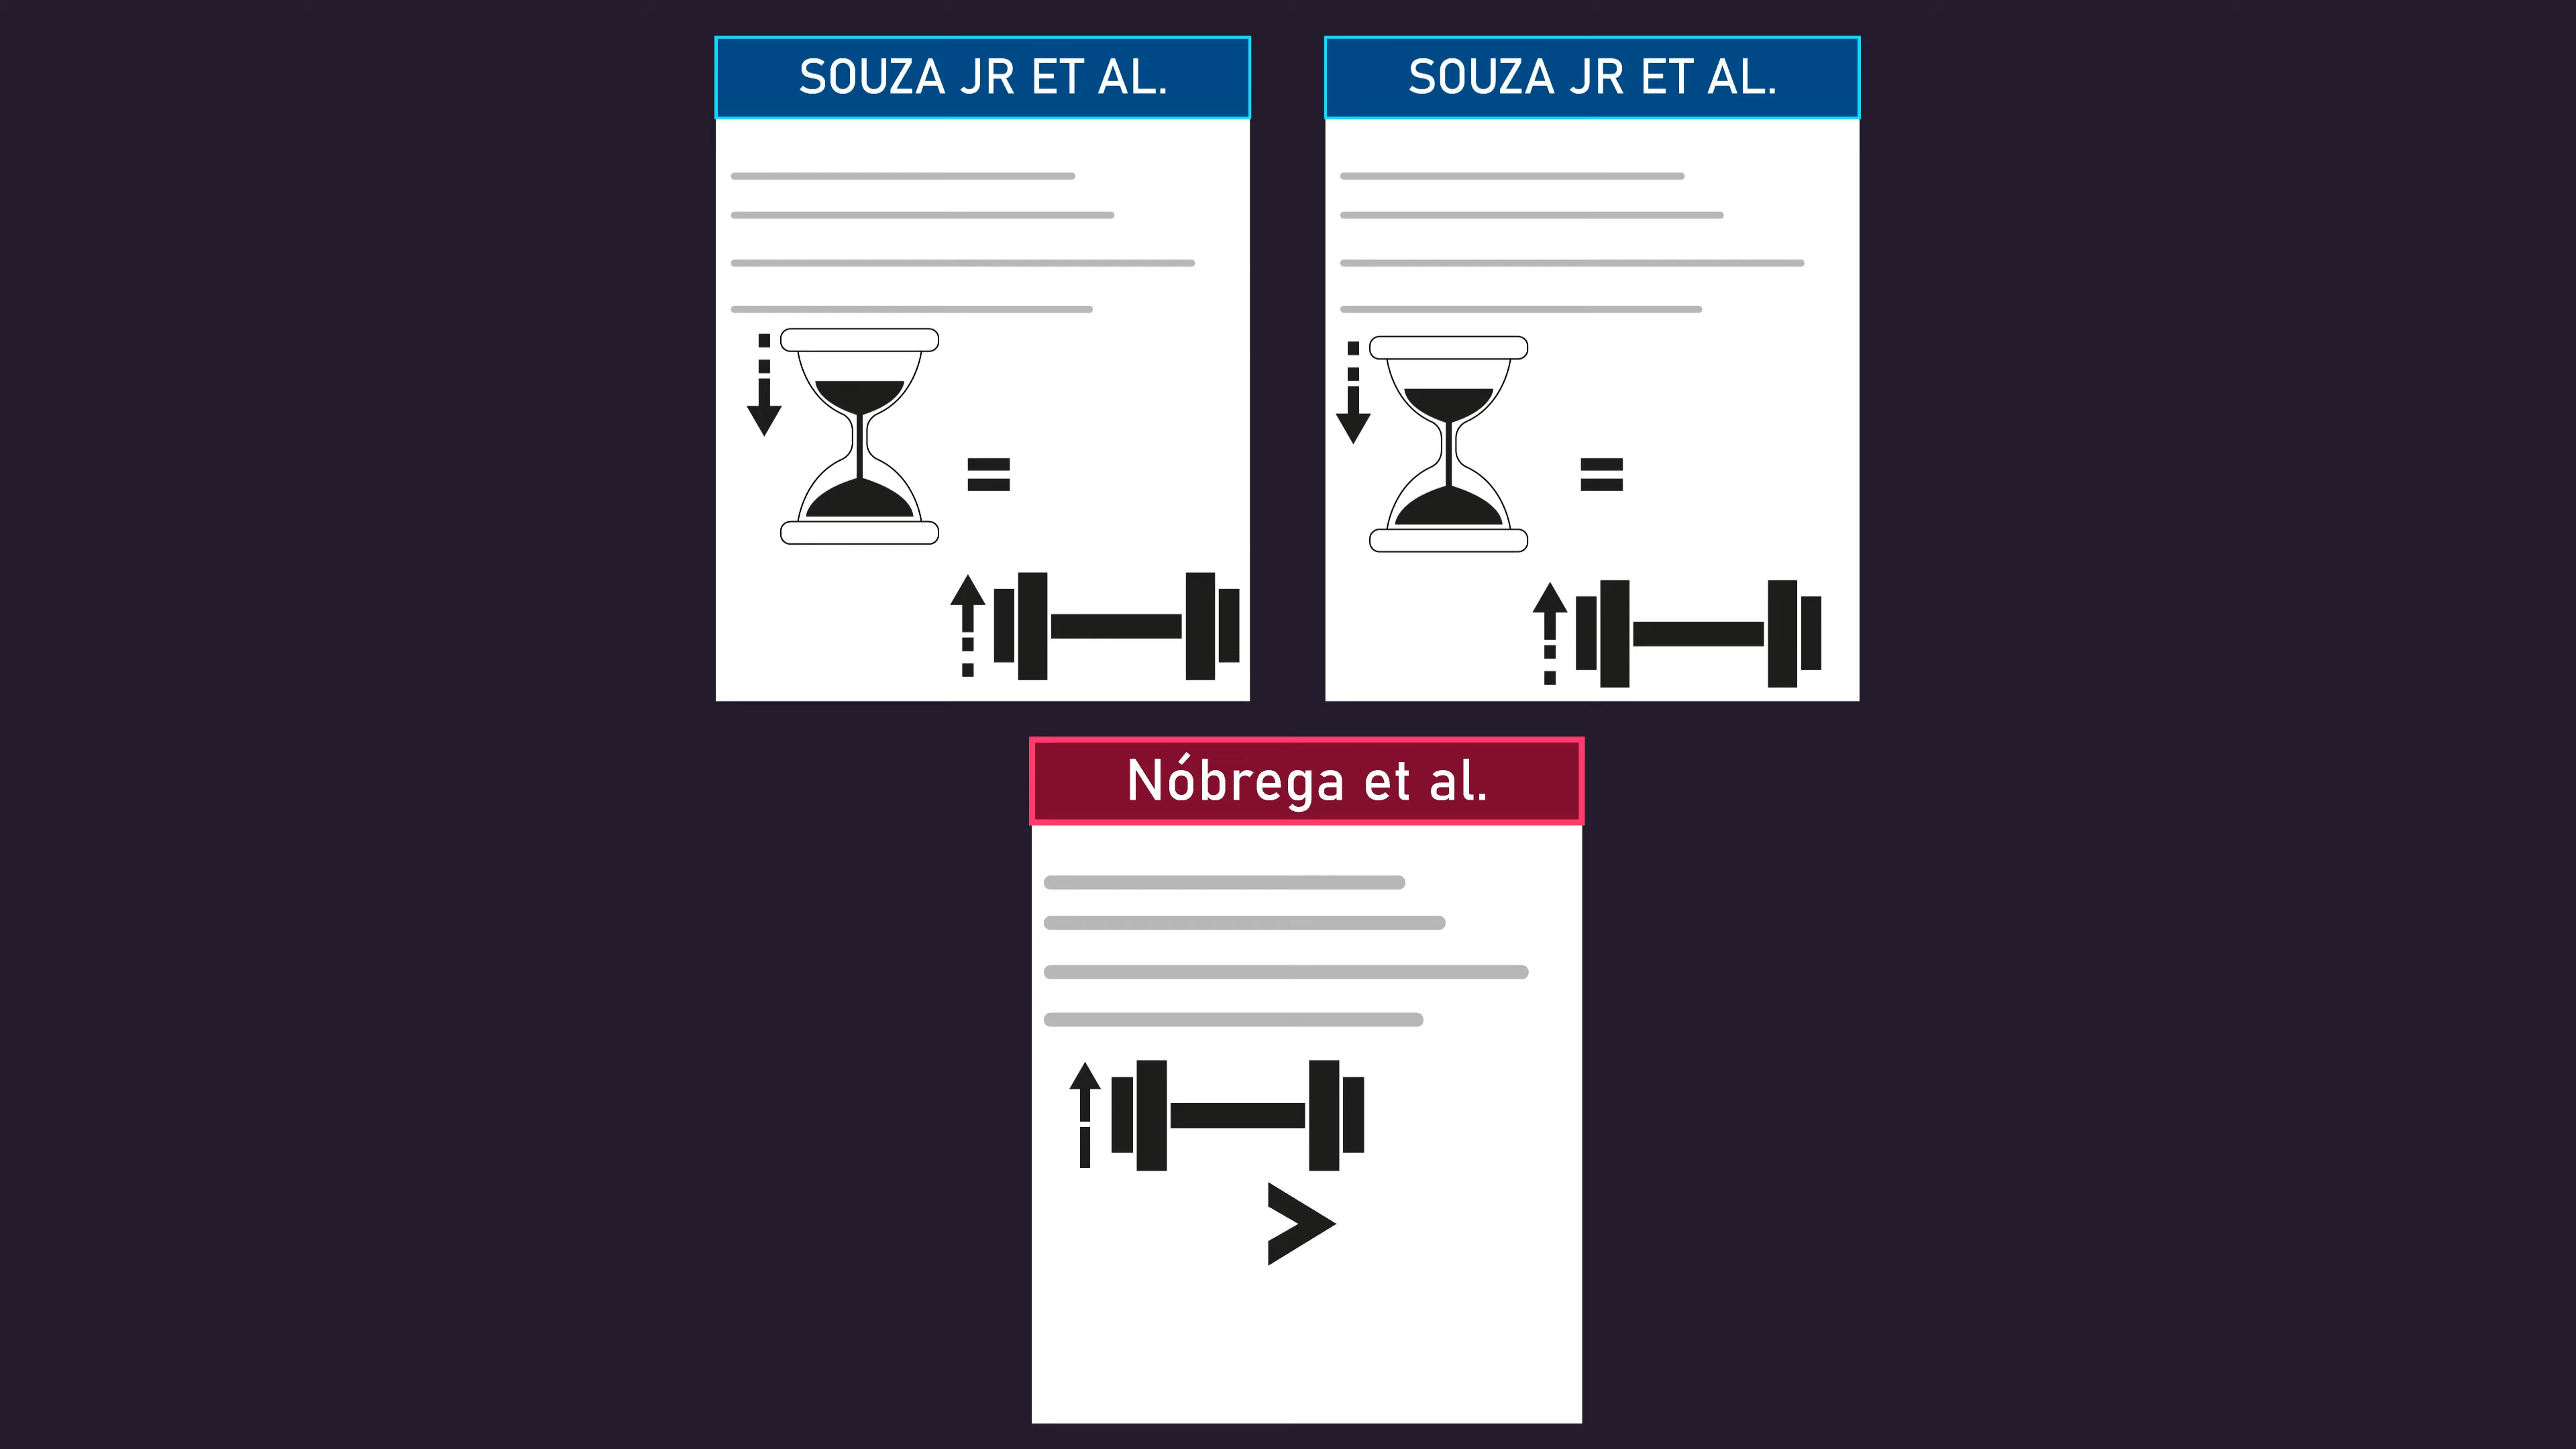 SOUZA JR ET AL.
SOUZA JR ET AL.
=
=
Nóbrega et al.
>